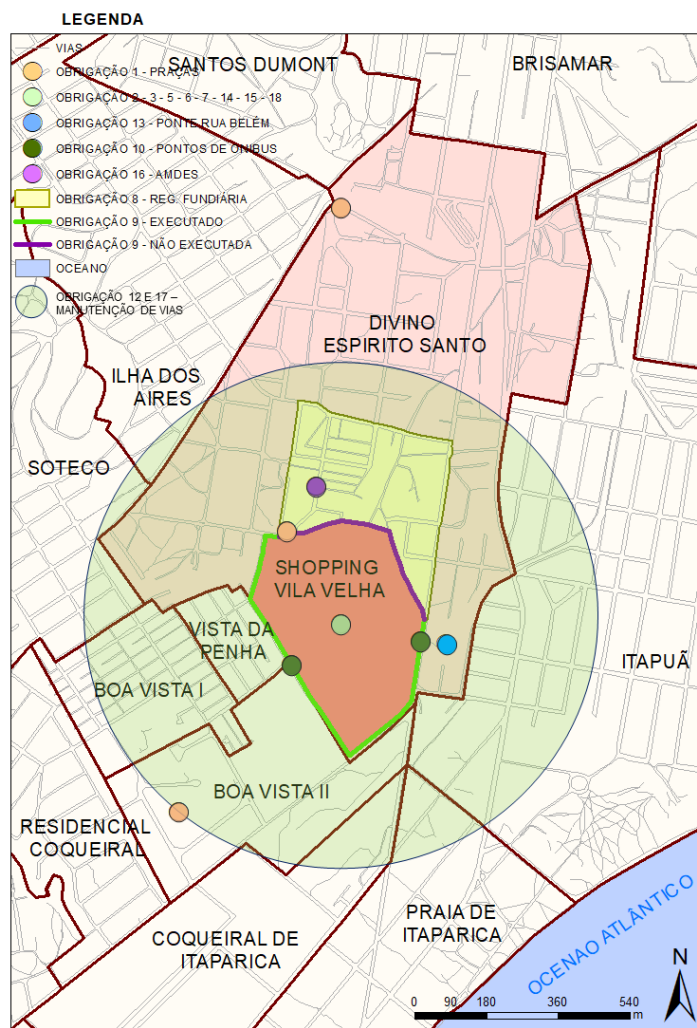 LEGENDA
VIAS
OBRIGAÇÃO 1 - PRAÇAS
OBRIGAÇÃO 2 - 3 - 5 - 6 - 7 - 14 - 15 - 18
OBRIGAÇÃO 13 - PONTE RUA BELÉM
OBRIGAÇÃO 10 - PONTOS DE ÔNIBUS
OBRIGAÇÃO 16 - AMDES
OBRIGAÇÃO 8 - REG. FUNDIÁRIA
OBRIGAÇÃO 9 - EXECUTADO
OBRIGAÇÃO 9 - NÃO EXECUTADA
OCEANO
OBRIGAÇÃO 12 E 17 –
MANUTENÇÃO DE VIAS
SANTOS DUMONT
BRISAMAR
DIVINO
ESPIRITO SANTO
ILHA DOS
AIRES
SOTECO
SHOPPING
VILA VELHA
VISTA DA
PENHA
ITAPUÃ
BOA VISTA I
BOA VISTA II
RESIDENCIAL
COQUEIRAL
PRAIA DE
ITAPARICA
COQUEIRAL DE
ITAPARICA
OCENAO ATLÂNTICO
N
0 90 180 360 540
m